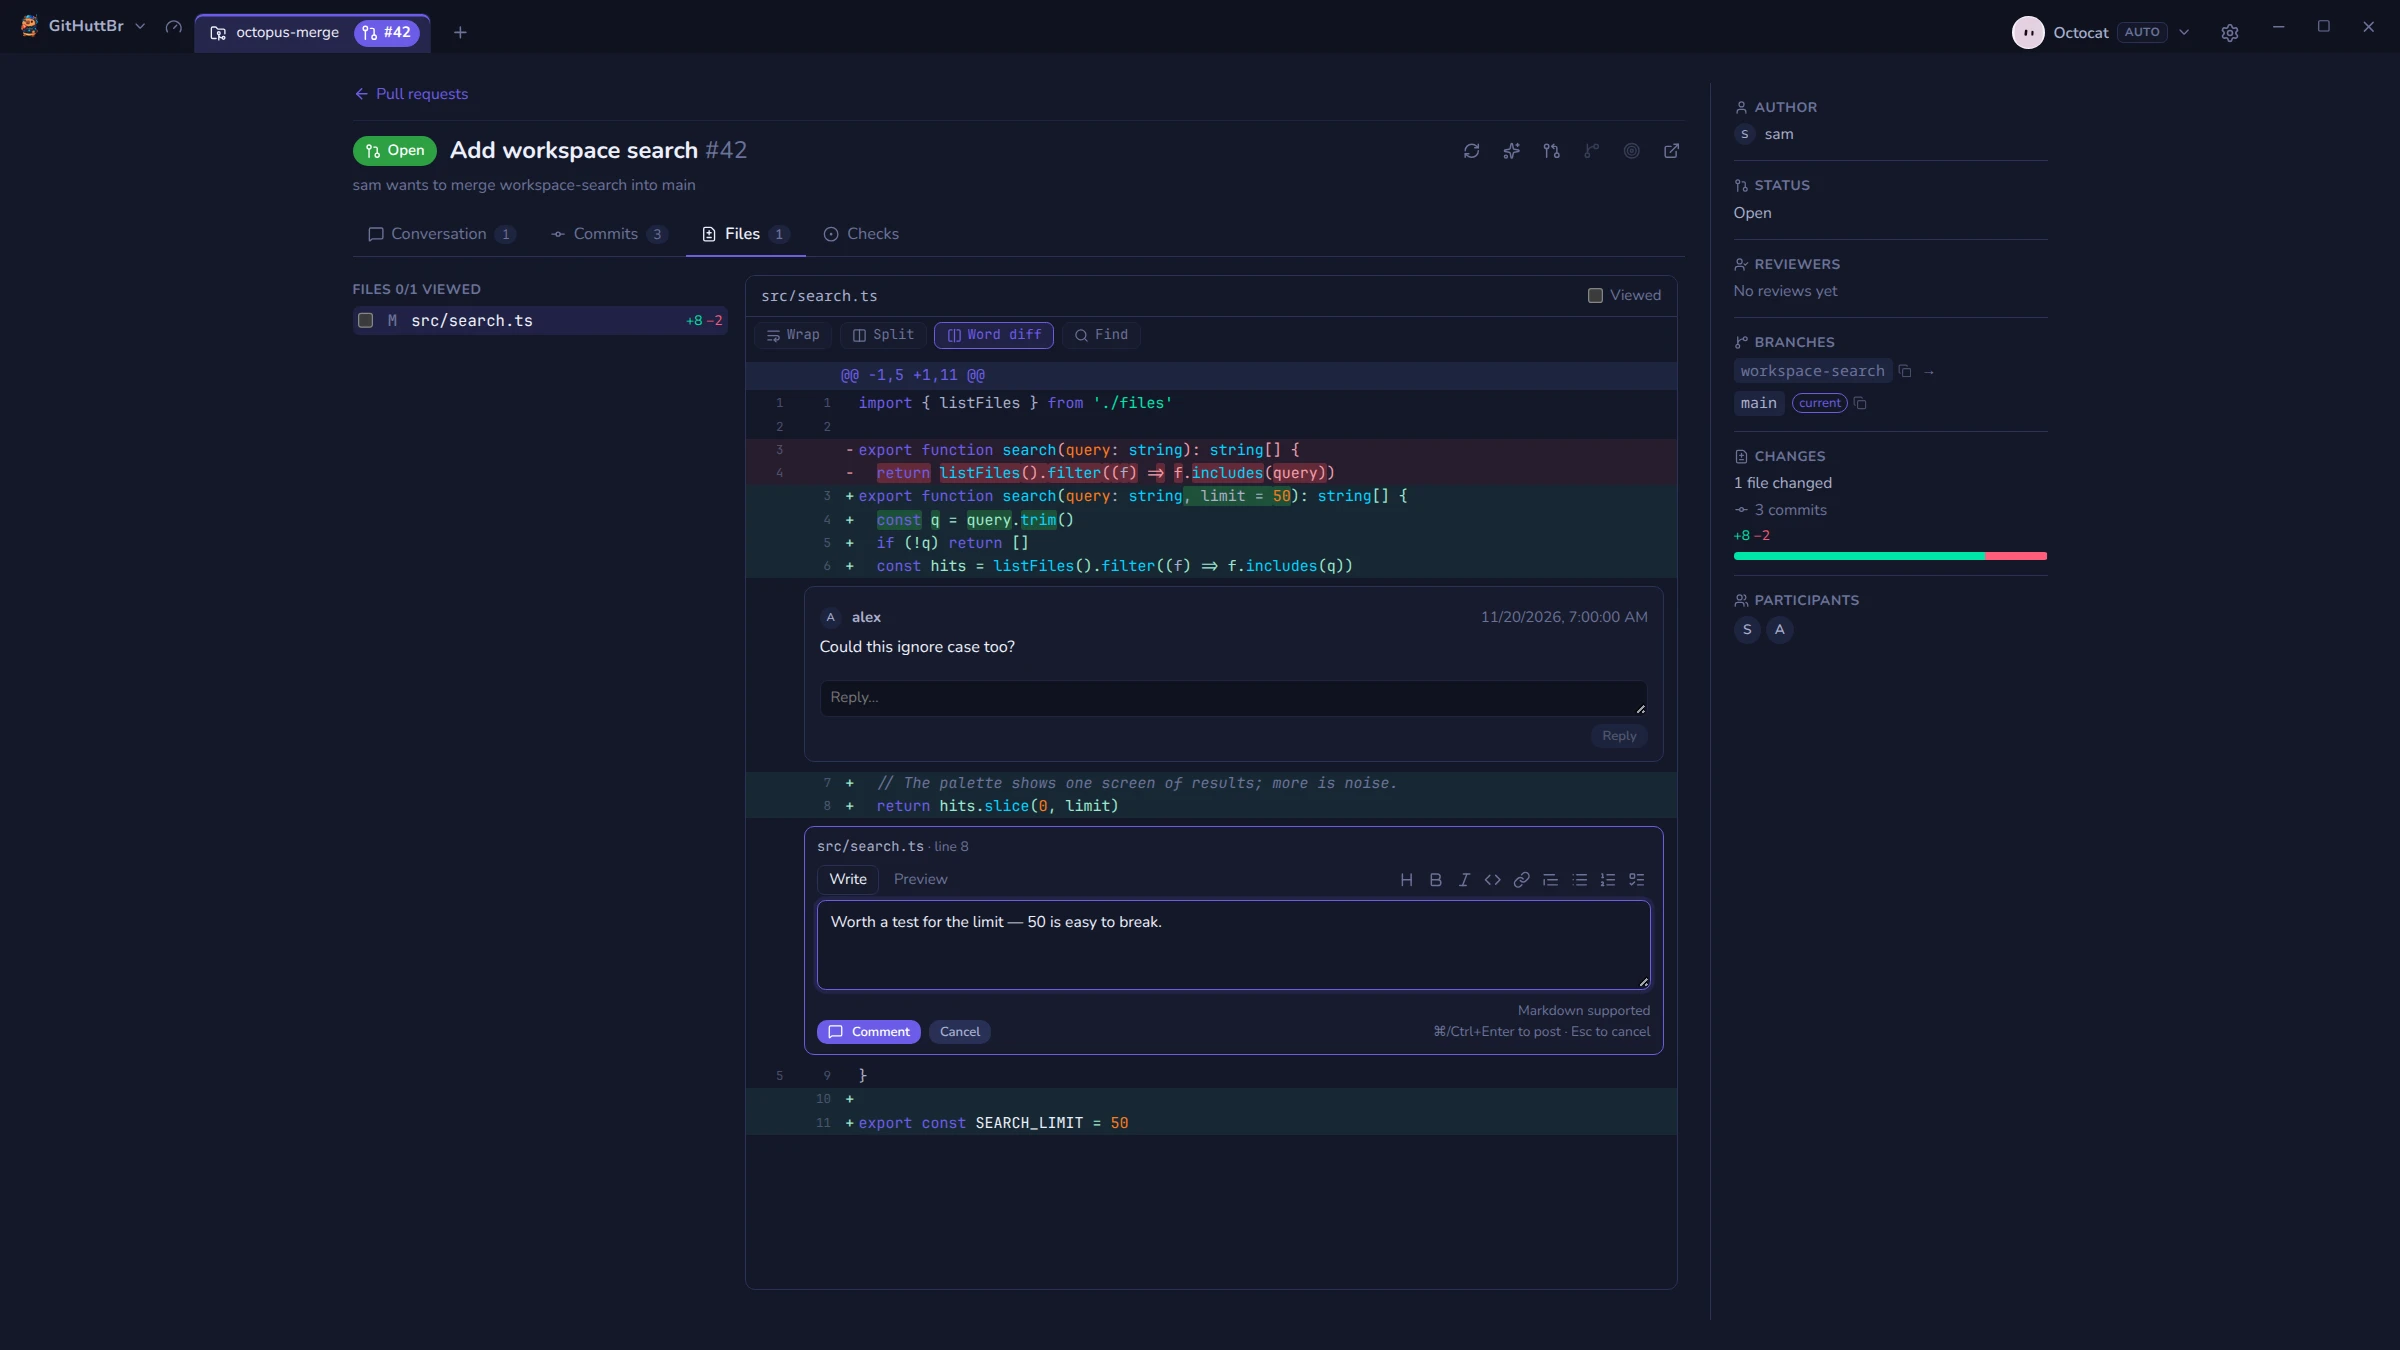 GitHuttBr
octopus-merge #42
Octocat AUTO
Pull requests
Open Add workspace search #42
sam wants to merge workspace-search into main
Conversation 1 Commits 3 Files 1 Checks
FILES 0/1 VIEWED
M src/search.ts +8 −2
src/search.ts Viewed
Wrap Split Word diff Find
@@ -1,5 +1,11 @@
1 1 import { listFiles } from './files'
2 2
3 - export function search(query: string): string[] {
4 - return listFiles().filter((f) => f.includes(query))
3 + export function search(query: string, limit = 50): string[] {
4 + const q = query.trim()
5 + if (!q) return []
6 + const hits = listFiles().filter((f) => f.includes(q))
A alex 11/20/2026, 7:00:00 AM
Could this ignore case too?
Reply...
Reply
7 + // The palette shows one screen of results; more is noise.
8 + return hits.slice(0, limit)
src/search.ts · line 8
Write Preview
Worth a test for the limit — 50 is easy to break.
Markdown supported
Comment Cancel ⌘/Ctrl+Enter to post · Esc to cancel
5 9 }
10 +
11 + export const SEARCH_LIMIT = 50
AUTHOR
S sam
STATUS
Open
REVIEWERS
No reviews yet
BRANCHES
workspace-search →
main current
CHANGES
1 file changed
3 commits
+8 −2
PARTICIPANTS
S A